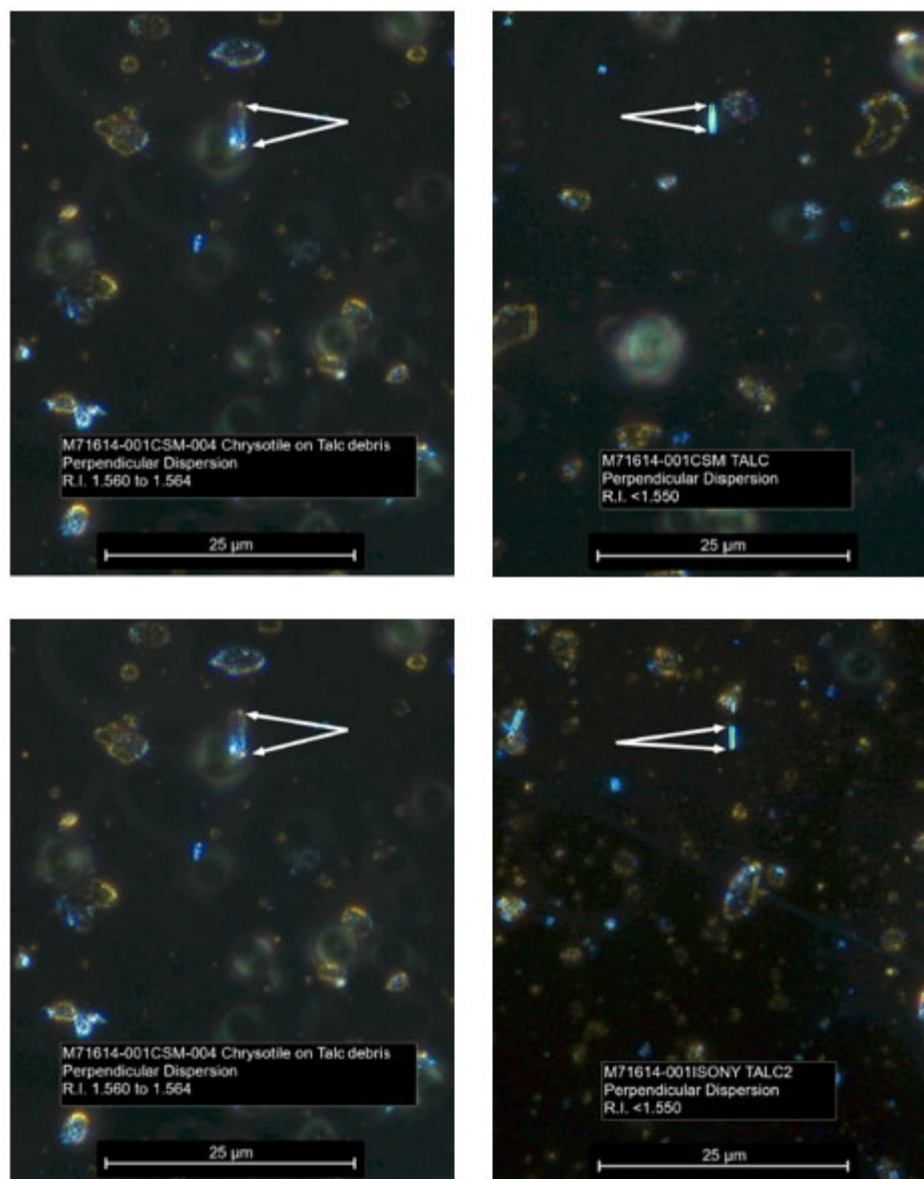 M71614-001CSM-004 Chrysotile on Talc debris
Perpendicular Dispersion
R.I. 1.560 to 1.564
25 µm
M71614-001CSM TALC
Perpendicular Dispersion
R.I. <1.550
25 µm
M71614-001CSM-004 Chrysotile on Talc debris
Perpendicular Dispersion
R.I. 1.560 to 1.564
25 µm
M71614-001ISONY TALC2
Perpendicular Dispersion
R.I. <1.550
25 µm